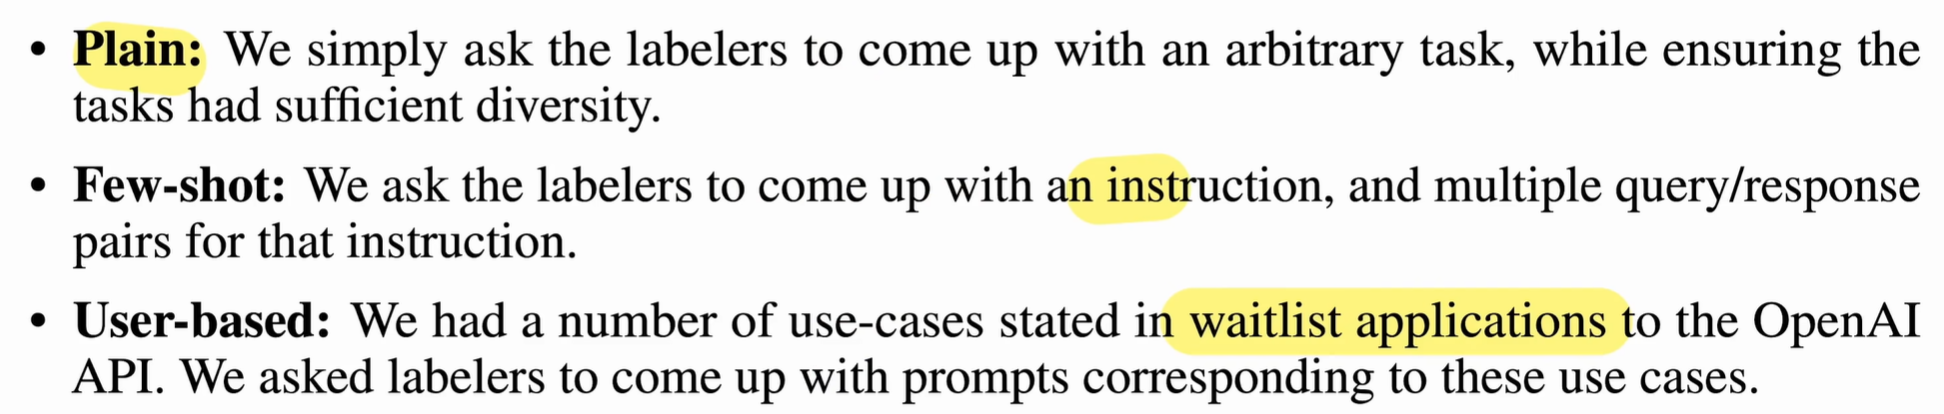 • Plain: We simply ask the labelers to come up with an arbitrary task, while ensuring the
tasks had sufficient diversity.
• Few-shot: We ask the labelers to come up with an instruction, and multiple query/response
pairs for that instruction.
• User-based: We had a number of use-cases stated in waitlist applications to the OpenAI
API. We asked labelers to come up with prompts corresponding to these use cases.